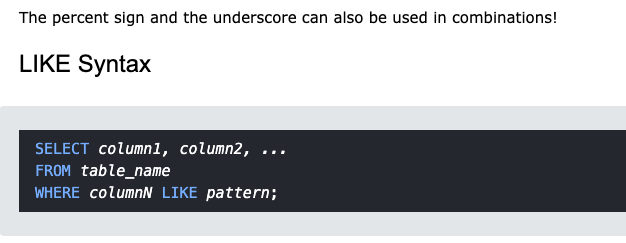 The percent sign and the underscore can also be used in combinations!
LIKE Syntax
SELECT column1, column2, ...
FROM table_name
WHERE columnN LIKE pattern;